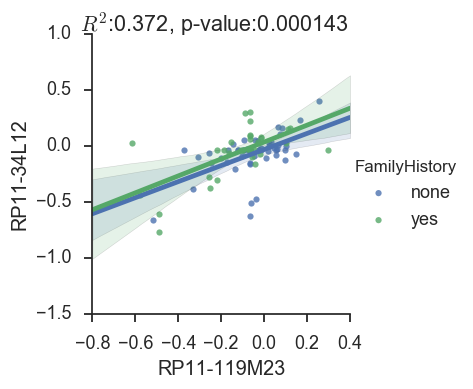 R²:0.372, p-value:0.000143
1.0
0.5
0.0
−0.5
−1.0
−1.5
RP11-34L12
−0.8 −0.6 −0.4 −0.2 0.0 0.2 0.4
RP11-119M23
FamilyHistory
none
yes